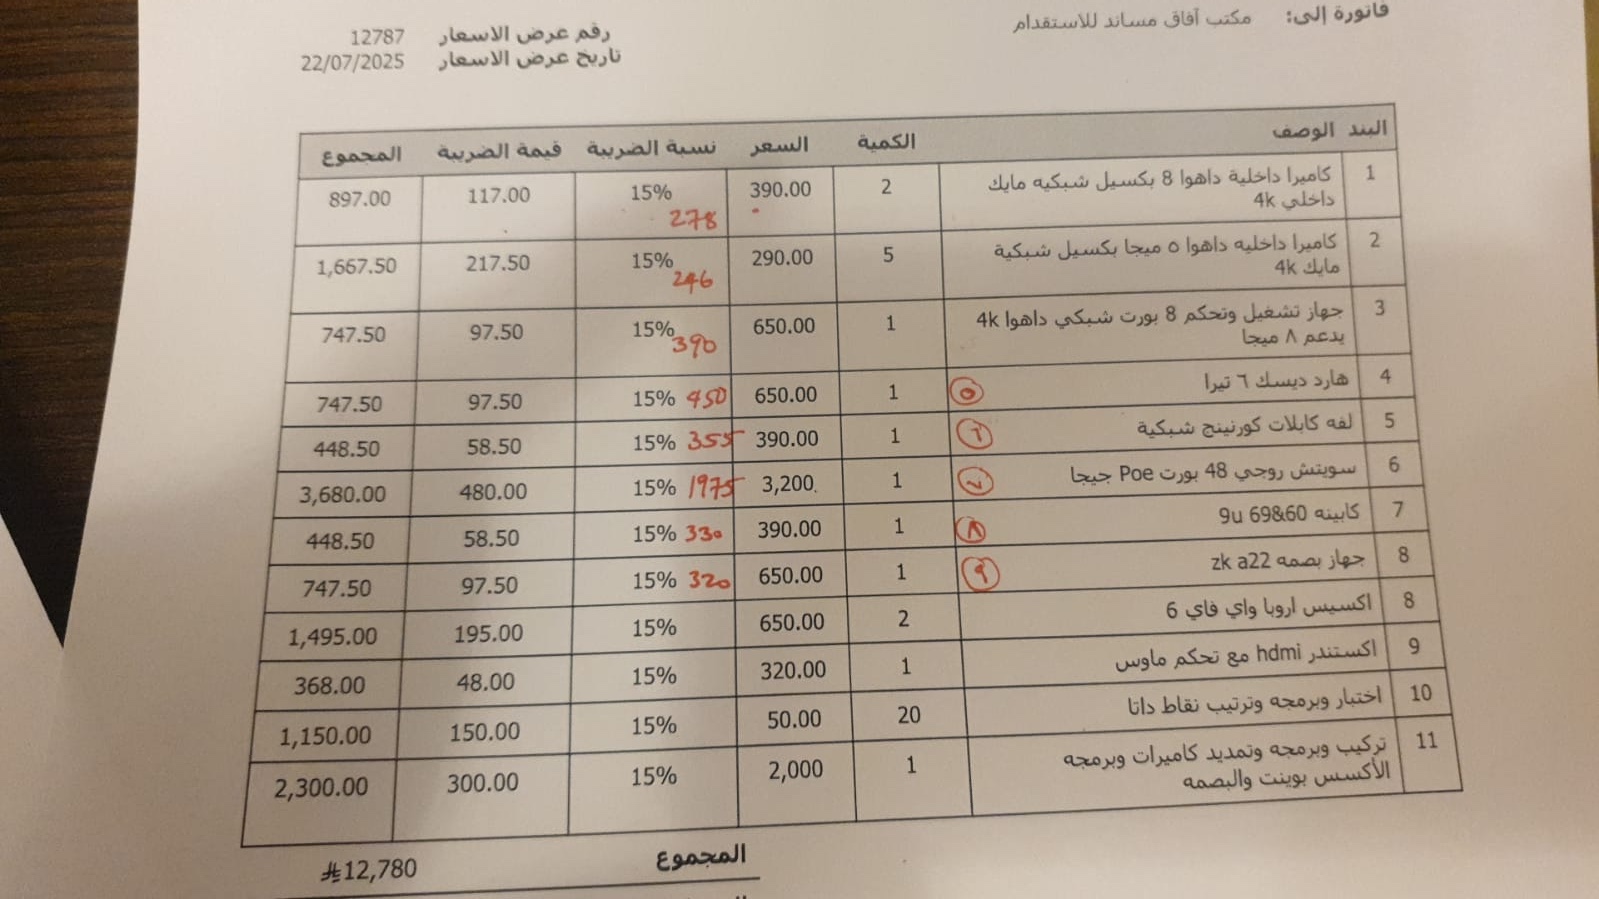 فاتورة إلى: مكتب آفاق مساند للاستقدام
رقم عرض الاسعار 12787
تاريخ عرض الاسعار 22/07/2025
البند الوصف الكمية السعر نسبة الضريبة قيمة الضريبة المجموع
1 كاميرا داخلية داهوا 8 بكسيل شبكيه مايك 2 390.00 15% 117.00 897.00
داخلي 4k
278
2 كاميرا داخليه داهوا ٥ ميجا بكسيل شبكية 5 290.00 15% 217.50 1,667.50
مايك 4k
246
3 جهاز تشغيل وتحكم 8 بورت شبكي داهوا 4k 1 650.00 15% 97.50 747.50
يدعم ٨ ميجا
390
4 هارد ديسك ٦ تيرا ٥ 1 650.00 450 15% 97.50 747.50
5 لفه كابلات كورنينج شبكية ٦ 1 390.00 355 15% 58.50 448.50
6 سويتش روجي 48 بورت Poe جيجا ٧ 1 3,200. 1975 15% 480.00 3,680.00
7 كابينه 60&69 9u ٨ 1 390.00 330 15% 58.50 448.50
8 جهاز بصمه zk a22 ٩ 1 650.00 320 15% 97.50 747.50
8 اكسيس اروبا واي فاي 6 2 650.00 15% 195.00 1,495.00
9 اكستندر hdmi مع تحكم ماوس 1 320.00 15% 48.00 368.00
10 اختبار وبرمجه وترتيب نقاط داتا 20 50.00 15% 150.00 1,150.00
11 تركيب وبرمجه وتمديد كاميرات وبرمجه 1 2,000 15% 300.00 2,300.00
الأكسس بوينت والبصمه
المجموع 12,780